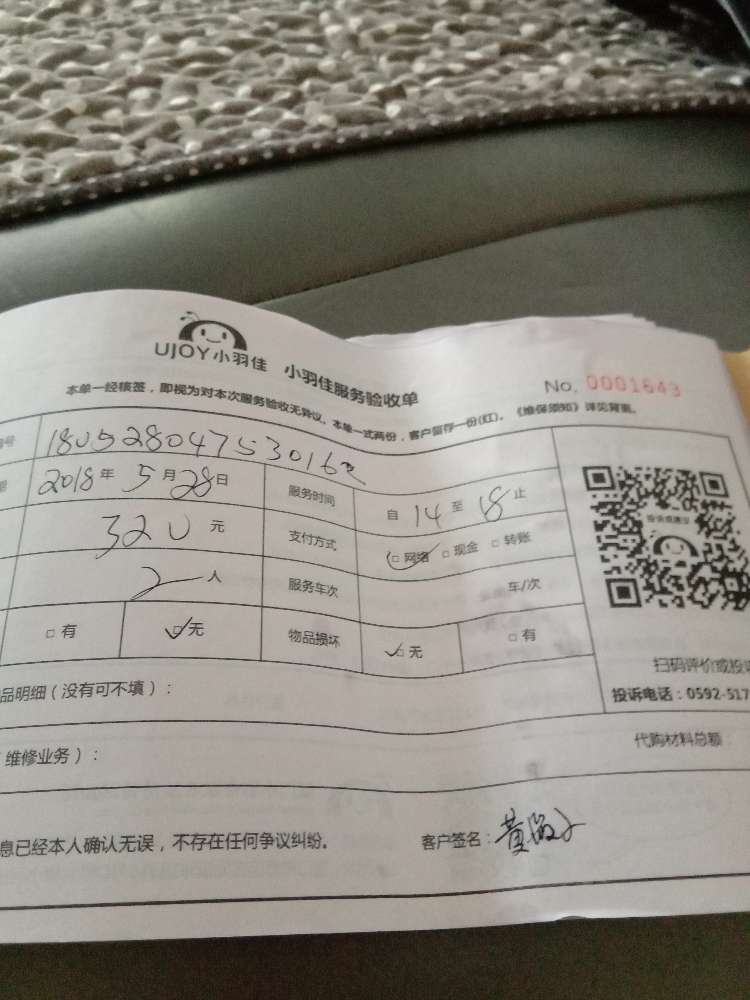 UJOY小羽佳 小羽佳服务验收单
No. 0001643
本单一经核签，即视为对本次服务验收无异议。本单一式两份，客户留存一份(红)。《维保须知》详见背面。
号 180528047530162
期 2018年5月28日 服务时间 自14至18止
320元 支付方式 □网络 □现金 □转账
2人 服务车次 车/次
□有 □无 物品损坏 □无 □有
扫码评价或投诉
投诉电话：0592-517
品明细（没有可不填）：
代购材料总额：
维修业务）：
息已经本人确认无误，不存在任何争议纠纷。 客户签名：黄